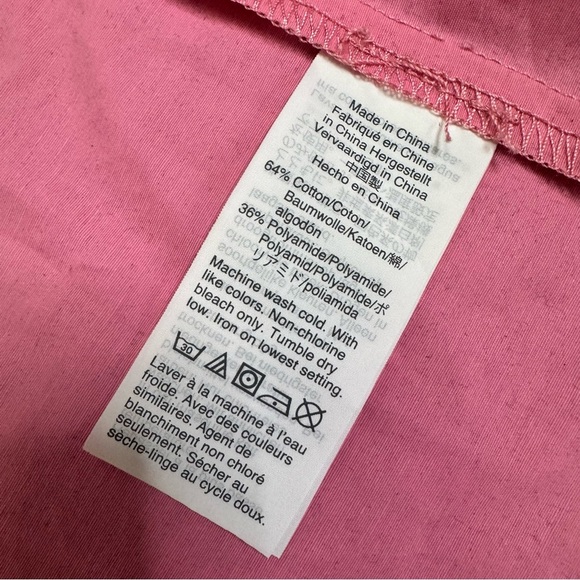 Made in China
Fabriqué en Chine
in China Hergestellt
Vervaardigd in China
中国製
Hecho en China
64% Cotton/Coton/
Baumwolle/Katoen/綿/
algodón
36% Polyamide/Polyamide/
Polyamid/Polyamide/ポ
リアミド/poliamida
Machine wash cold. With
like colors. Non-chlorine
bleach only. Tumble dry
low. Iron on lowest setting.
30
Laver à la machine à l'eau
froide. Avec des couleurs
similaires. Agent de
blanchiment non chloré
seulement. Sécher au
sèche-linge au cycle doux.